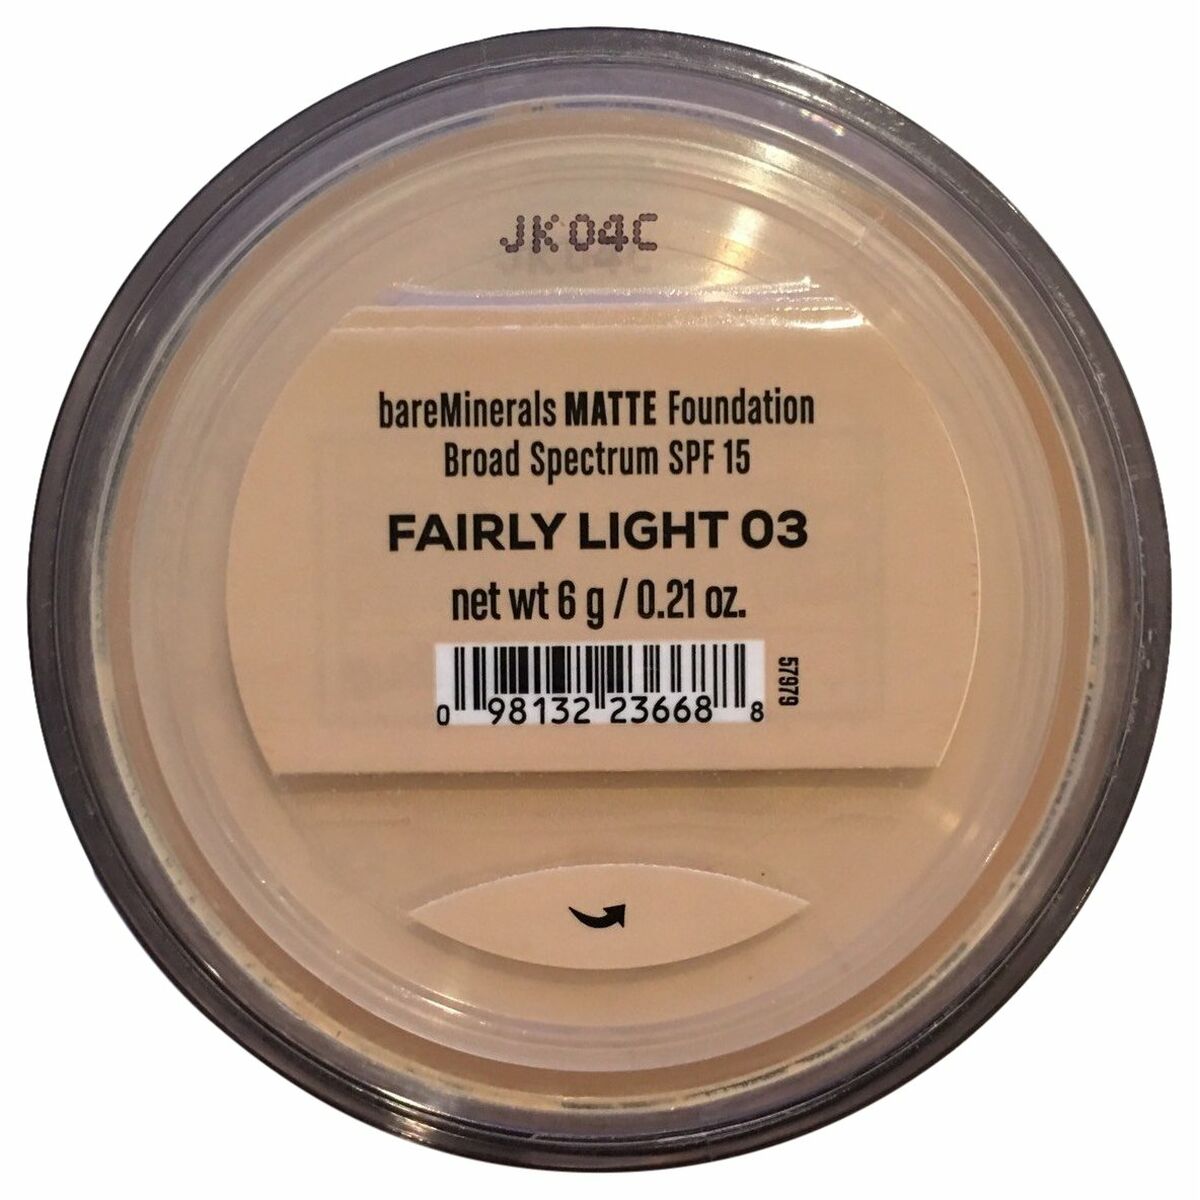 JK04C
bareMinerals MATTE Foundation
Broad Spectrum SPF 15
FAIRLY LIGHT 03
net wt 6 g / 0.21 oz.
57979
0 98132 23668 8